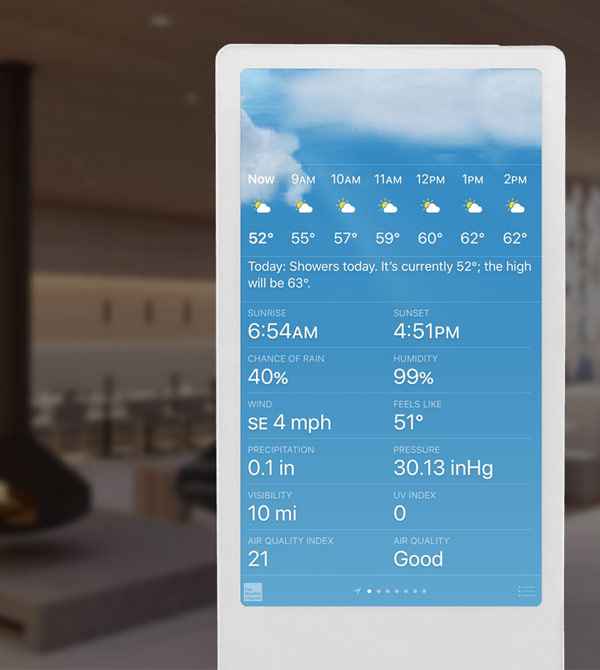 Now 9AM 10AM 11AM 12PM 1PM 2PM
52° 55° 57° 59° 60° 62° 62°
Today: Showers today. It's currently 52°; the high
will be 63°.
SUNRISE SUNSET
6:54AM 4:51PM
CHANCE OF RAIN HUMIDITY
40% 99%
WIND FEELS LIKE
SE 4 mph 51°
PRECIPITATION PRESSURE
0.1 in 30.13 inHg
VISIBILITY UV INDEX
10 mi 0
AIR QUALITY INDEX AIR QUALITY
21 Good